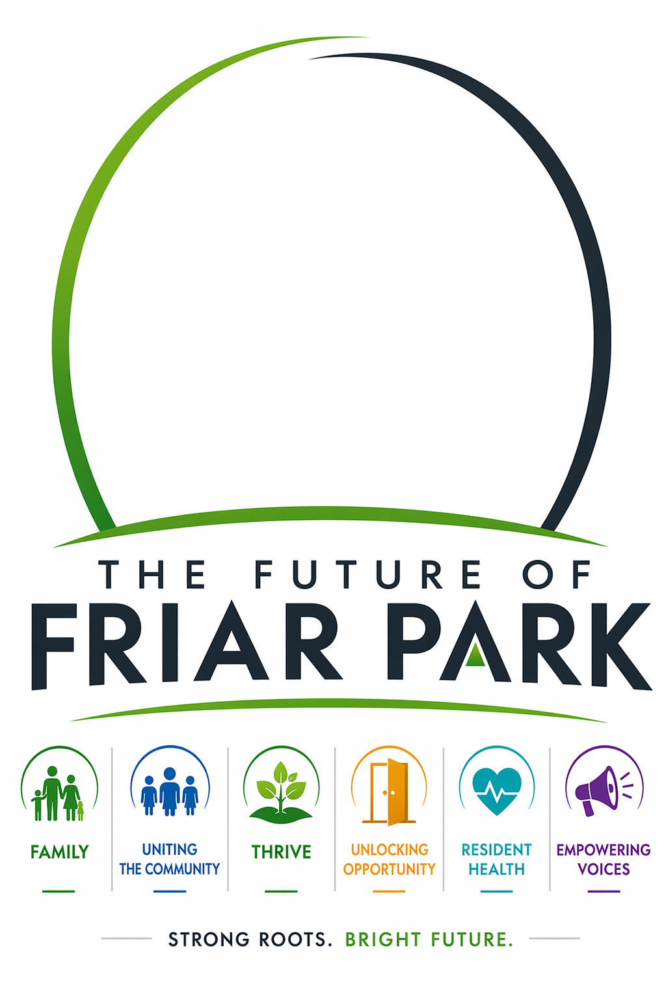 THE FUTURE OF
FRIAR PARK
FAMILY
UNITING
THE COMMUNITY
THRIVE
UNLOCKING
OPPORTUNITY
RESIDENT
HEALTH
EMPOWERING
VOICES
STRONG ROOTS. BRIGHT FUTURE.